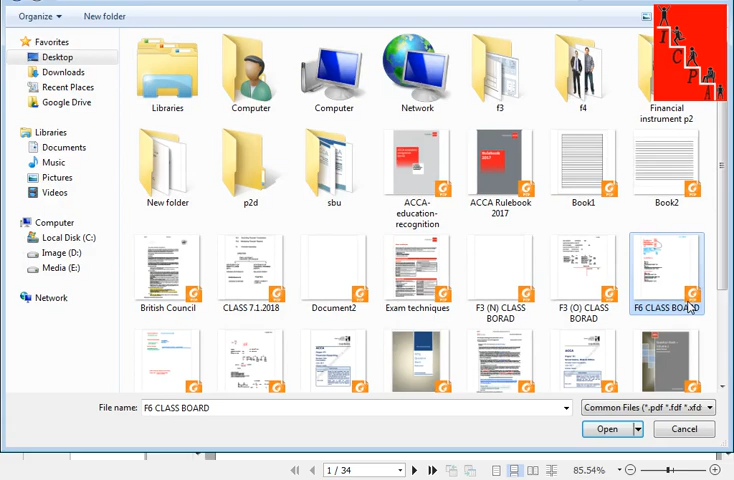 Organize New folder
Favorites
Desktop
Downloads
Recent Places
Google Drive
Libraries
Documents
Music
Pictures
Videos
Computer
Local Disk (C:)
Image (D:)
Media (E:)
Network
Libraries Computer Computer Network f3 f4 Financial instrument p2
New folder p2d sbu ACCA-education-recognition ACCA Rulebook 2017 Book1 Book2
British Council CLASS 7.1.2018 Document2 Exam techniques F3 (N) CLASS BORAD F3 (O) CLASS BORAD F6 CLASS BOARD
I
C
P
A
File name: F6 CLASS BOARD Common Files (*.pdf *.fdf *.xfd
Open Cancel
1 / 34 85.54%